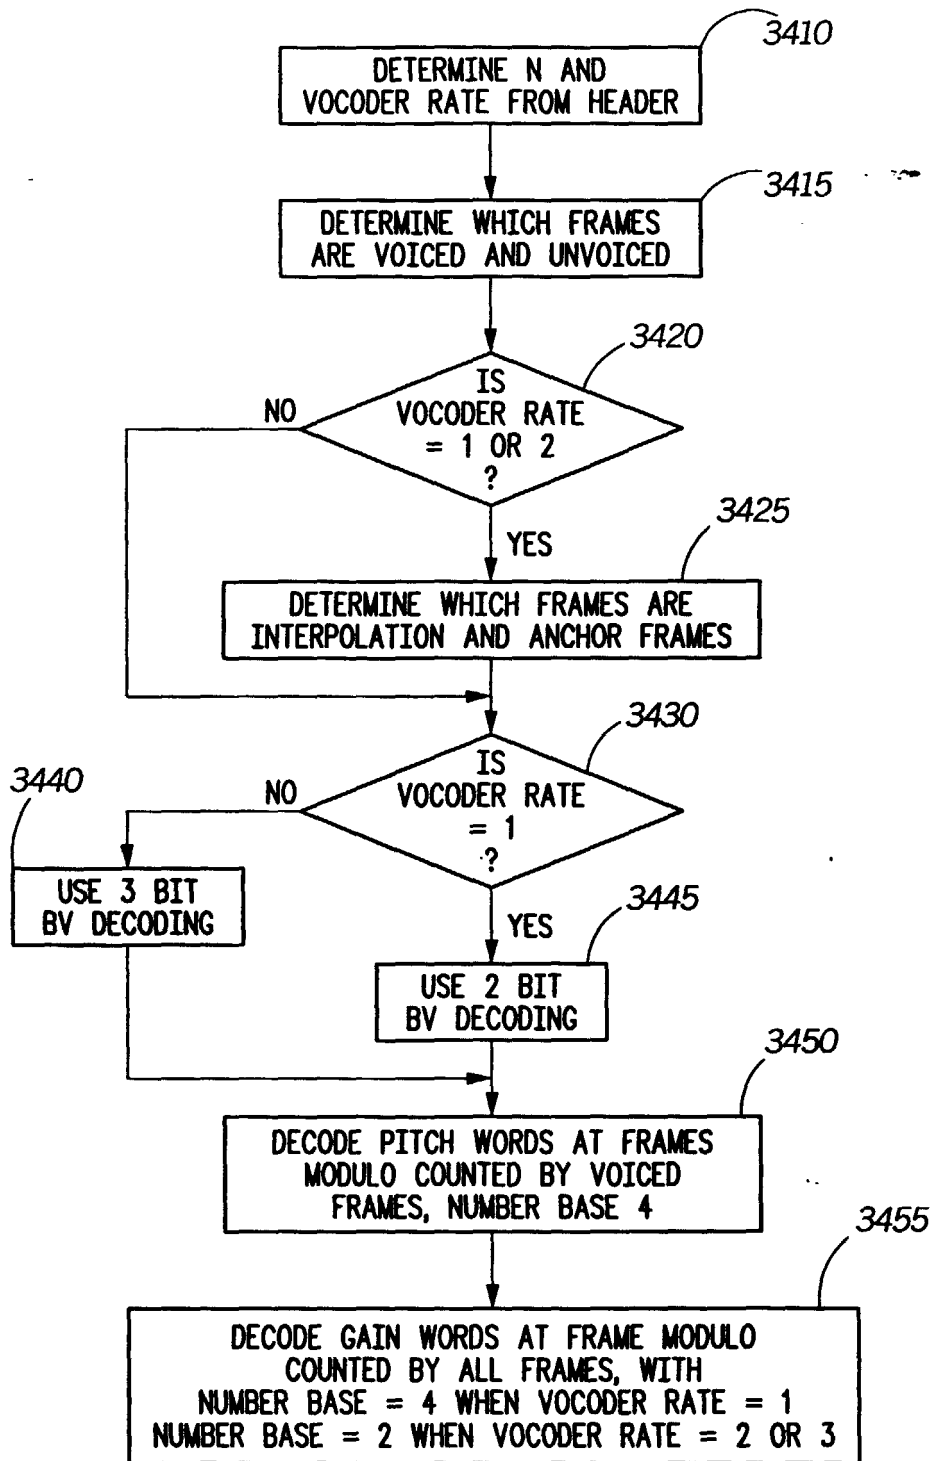 3410
DETERMINE N AND
VOCODER RATE FROM HEADER
3415
DETERMINE WHICH FRAMES
ARE VOICED AND UNVOICED
3420
IS
VOCODER RATE
= 1 OR 2
?
NO
YES
3425
DETERMINE WHICH FRAMES ARE
INTERPOLATION AND ANCHOR FRAMES
3430
IS
VOCODER RATE
= 1
?
NO
3440
USE 3 BIT
BV DECODING
YES
3445
USE 2 BIT
BV DECODING
3450
DECODE PITCH WORDS AT FRAMES
MODULO COUNTED BY VOICED
FRAMES, NUMBER BASE 4
3455
DECODE GAIN WORDS AT FRAME MODULO
COUNTED BY ALL FRAMES, WITH
NUMBER BASE = 4 WHEN VOCODER RATE = 1
NUMBER BASE = 2 WHEN VOCODER RATE = 2 OR 3